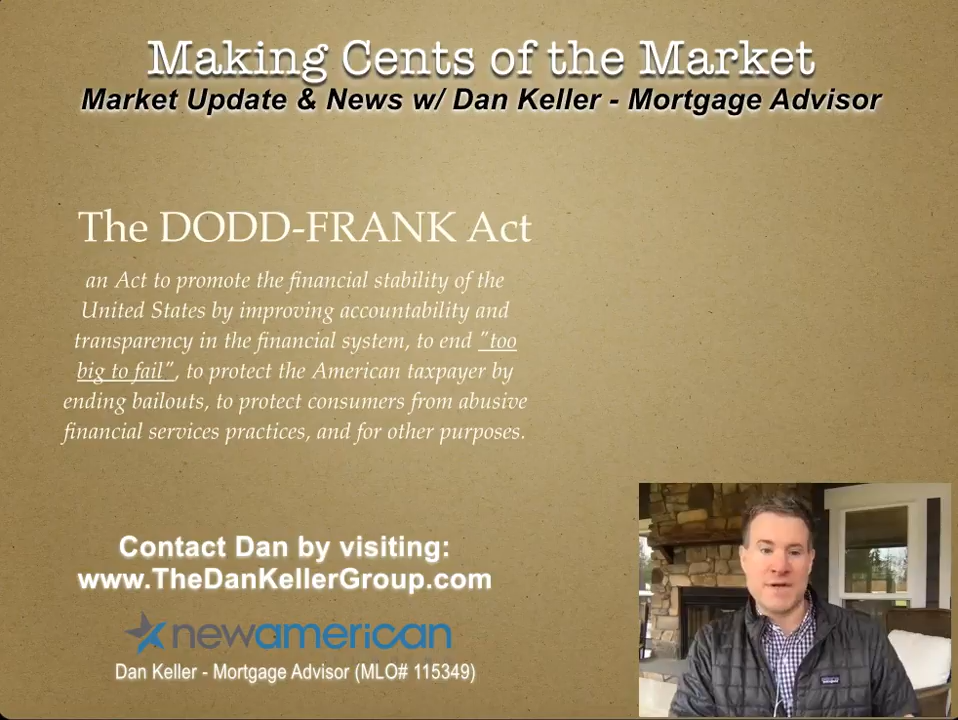 Making Cents of the Market
Market Update & News w/ Dan Keller - Mortgage Advisor
The DODD-FRANK Act
an Act to promote the financial stability of the
United States by improving accountability and
transparency in the financial system, to end "too
big to fail", to protect the American taxpayer by
ending bailouts, to protect consumers from abusive
financial services practices, and for other purposes.
Contact Dan by visiting:
www.TheDanKellerGroup.com
newamerican
Dan Keller - Mortgage Advisor (MLO# 115349)
patagonia